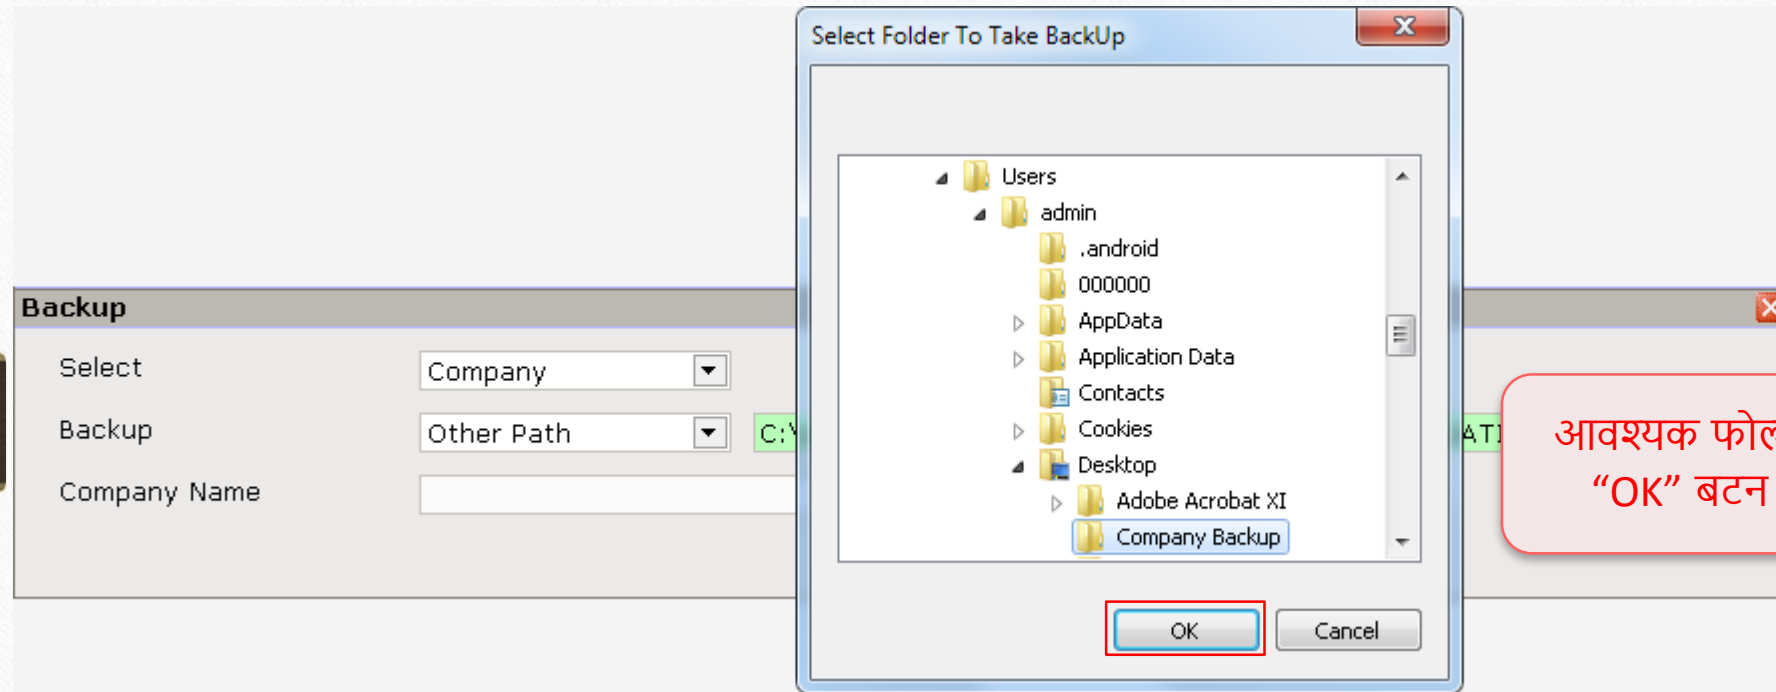 Select Folder To Take BackUp
Users
admin
.android
000000
AppData
Application Data
Contacts
Cookies
Desktop
Adobe Acrobat XI
Company Backup
OK
Cancel
Backup
Select
Company
Backup
Other Path
C:\
Company Name
आवश्यक
“OK” बटन